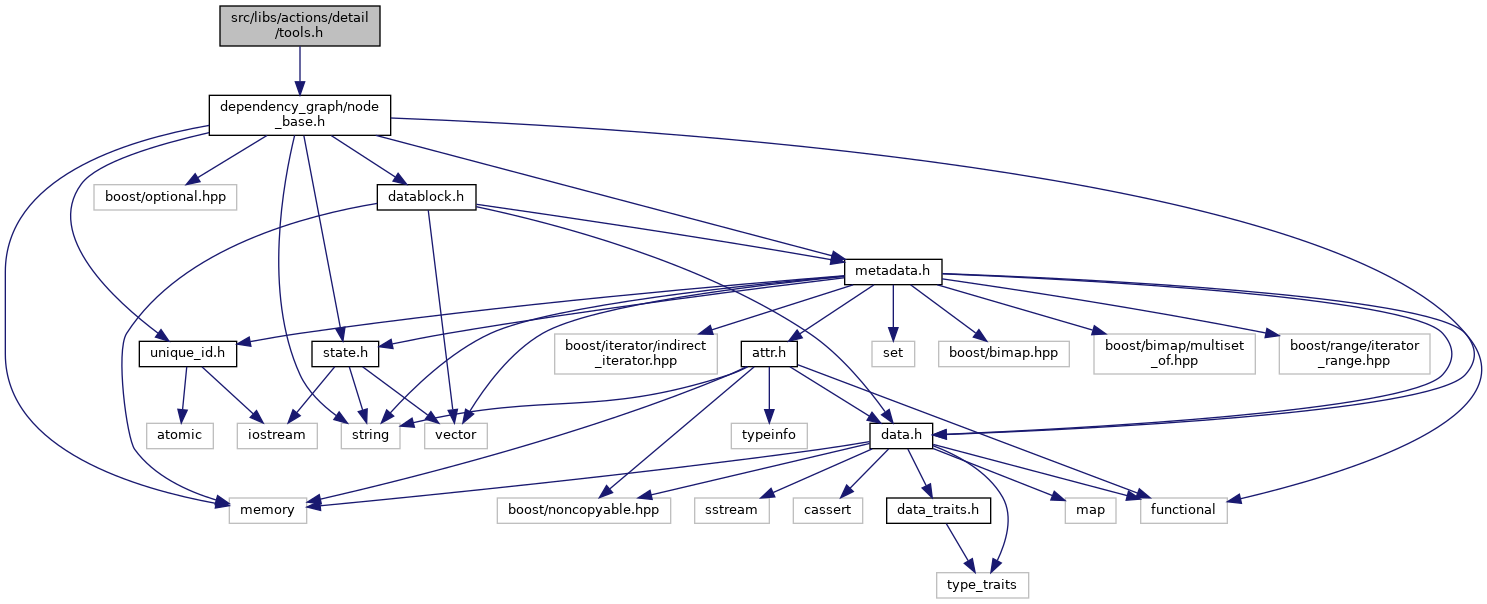 src/libs/actions/detail
/tools.h
dependency_graph/node
_base.h
boost/optional.hpp
datablock.h
metadata.h
unique_id.h
state.h
boost/iterator/indirect
_iterator.hpp
attr.h
set
boost/bimap.hpp
boost/bimap/multiset
_of.hpp
boost/range/iterator
_range.hpp
atomic
iostream
string
vector
typeinfo
data.h
memory
boost/noncopyable.hpp
sstream
cassert
data_traits.h
map
functional
type_traits